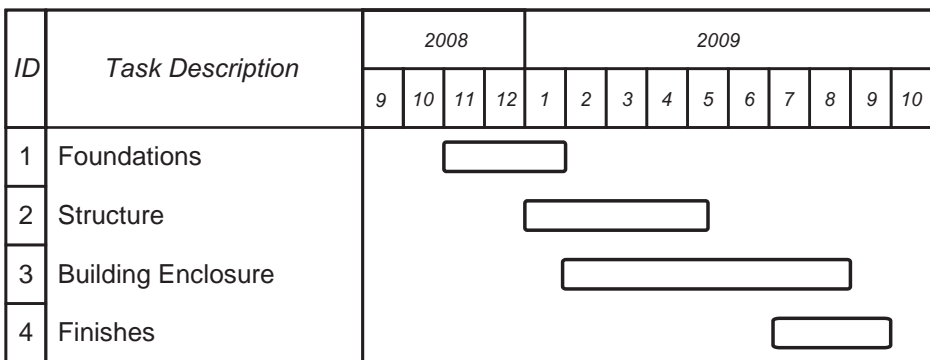 ID Task Description 2008 2009
9 10 11 12 1 2 3 4 5 6 7 8 9 10
1 Foundations
2 Structure
3 Building Enclosure
4 Finishes